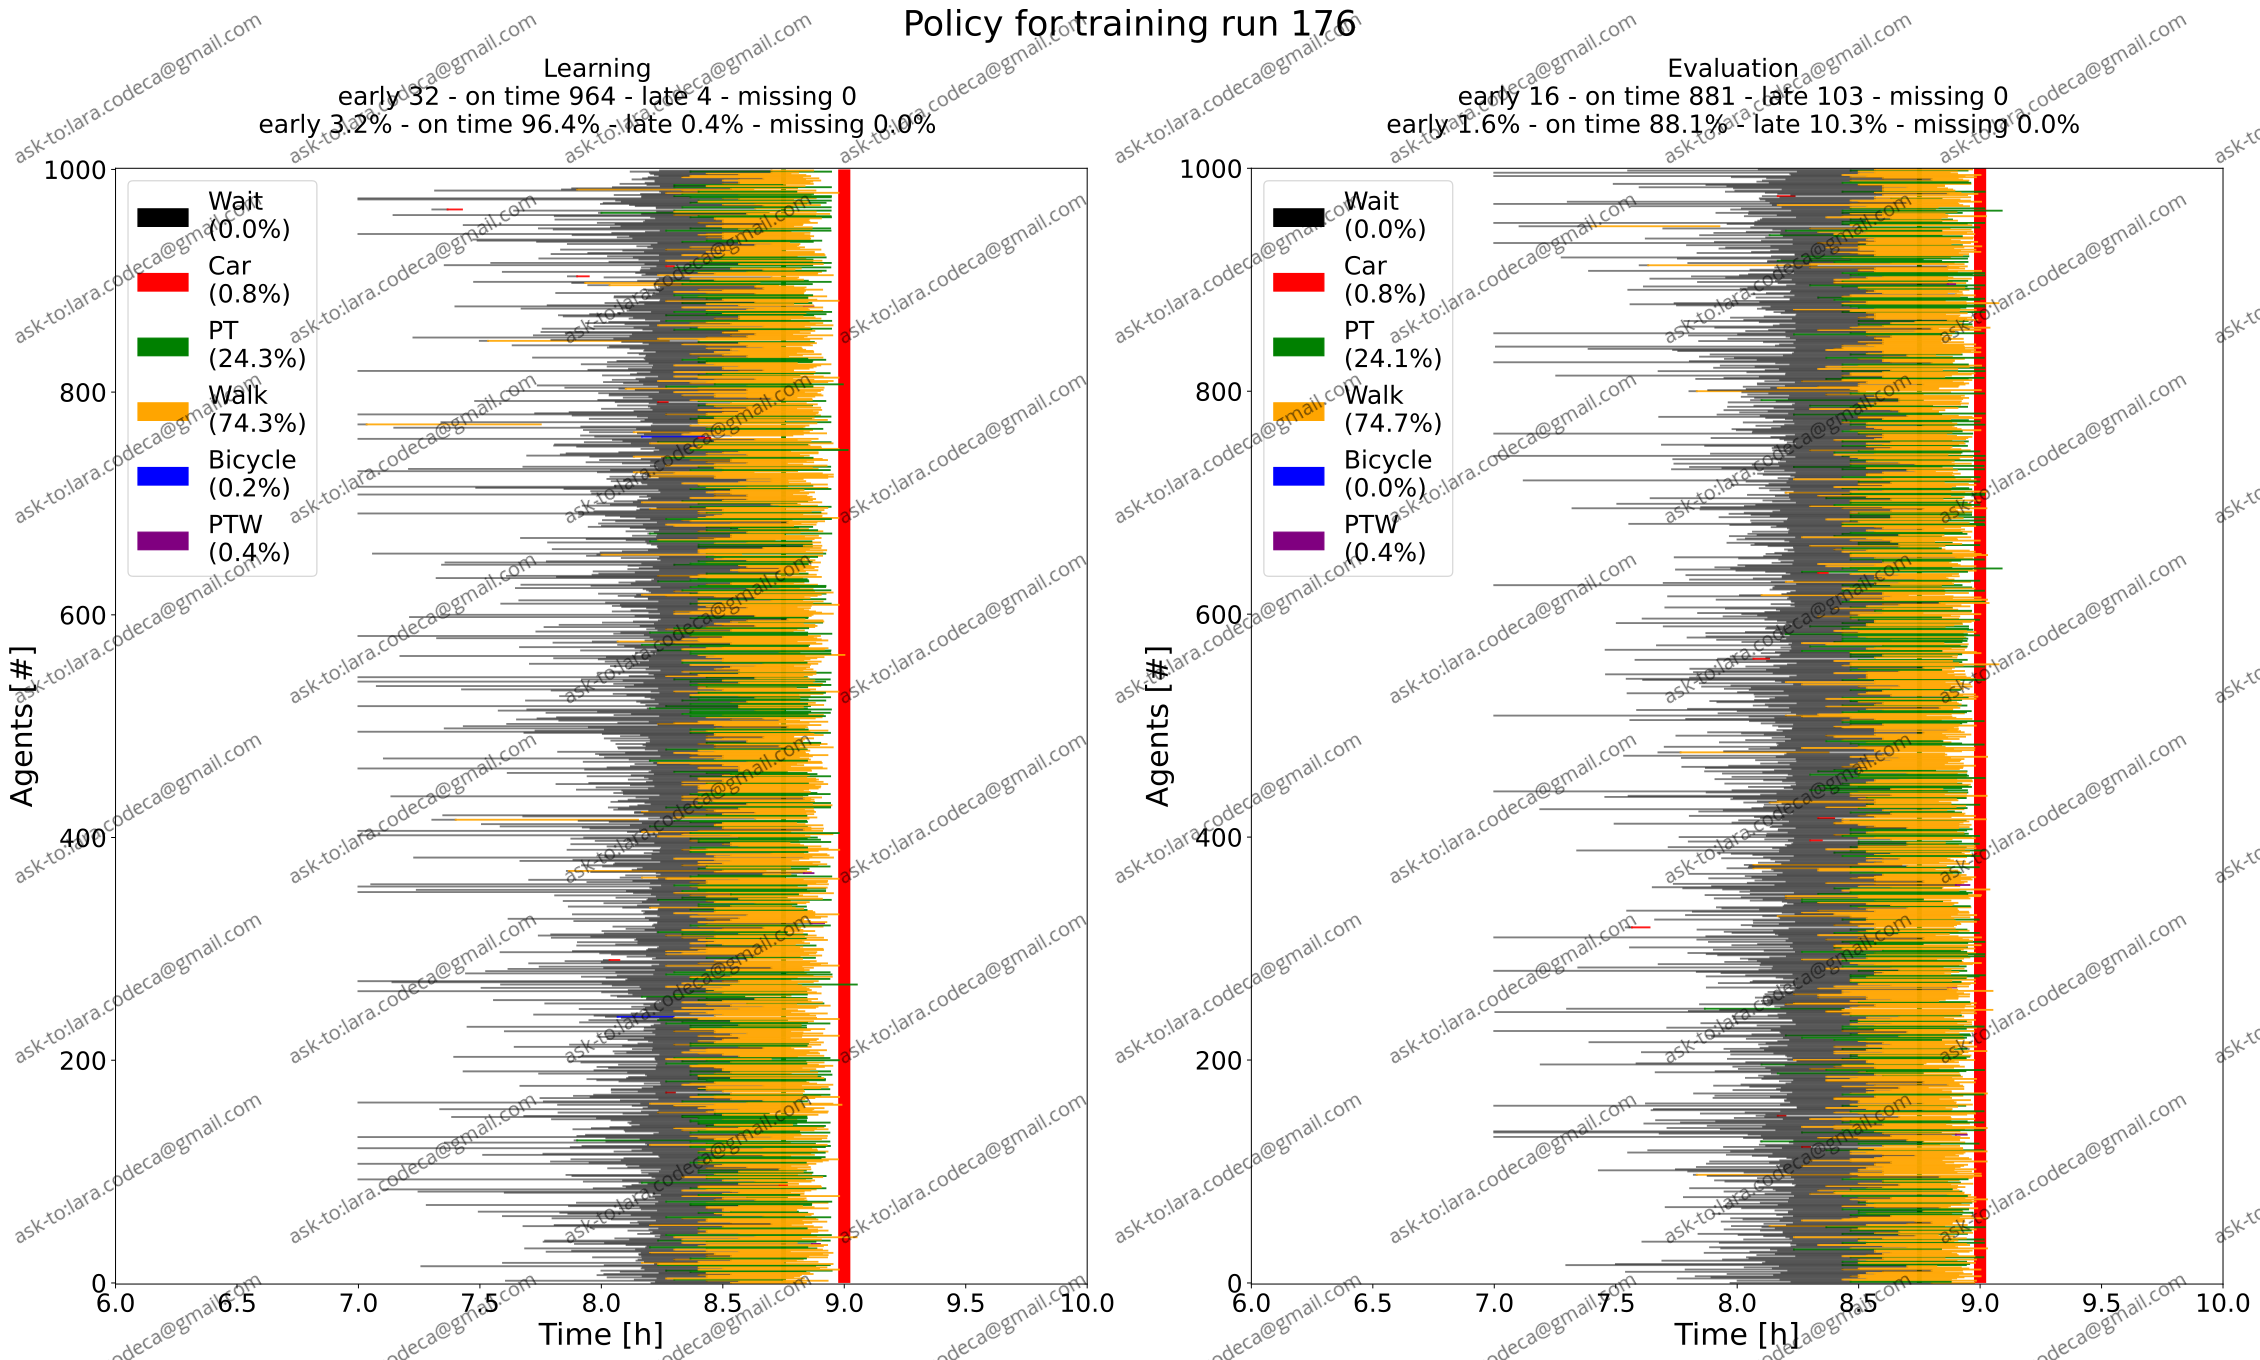 Policy for training run 176
Learning
early 32 - on time 964 - late 4 - missing 0
early 3.2% - on time 96.4% - late 0.4% - missing 0.0%
Evaluation
early 16 - on time 881 - late 103 - missing 0
early 1.6% - on time 88.1% - late 10.3% - missing 0.0%
Agents [#]
1000
800
600
400
200
0
Wait
(0.0%)
Car
(0.8%)
PT
(24.3%)
Walk
(74.3%)
Bicycle
(0.2%)
PTW
(0.4%)
6.0 6.5 7.0 7.5 8.0 8.5 9.0 9.5 10.0
Time [h]
Agents [#]
1000
800
600
400
200
0
Wait
(0.0%)
Car
(0.8%)
PT
(24.1%)
Walk
(74.7%)
Bicycle
(0.0%)
PTW
(0.4%)
6.0 6.5 7.0 7.5 8.0 8.5 9.0 9.5 10.0
Time [h]
ask-to:lara.codeca@gmail.com